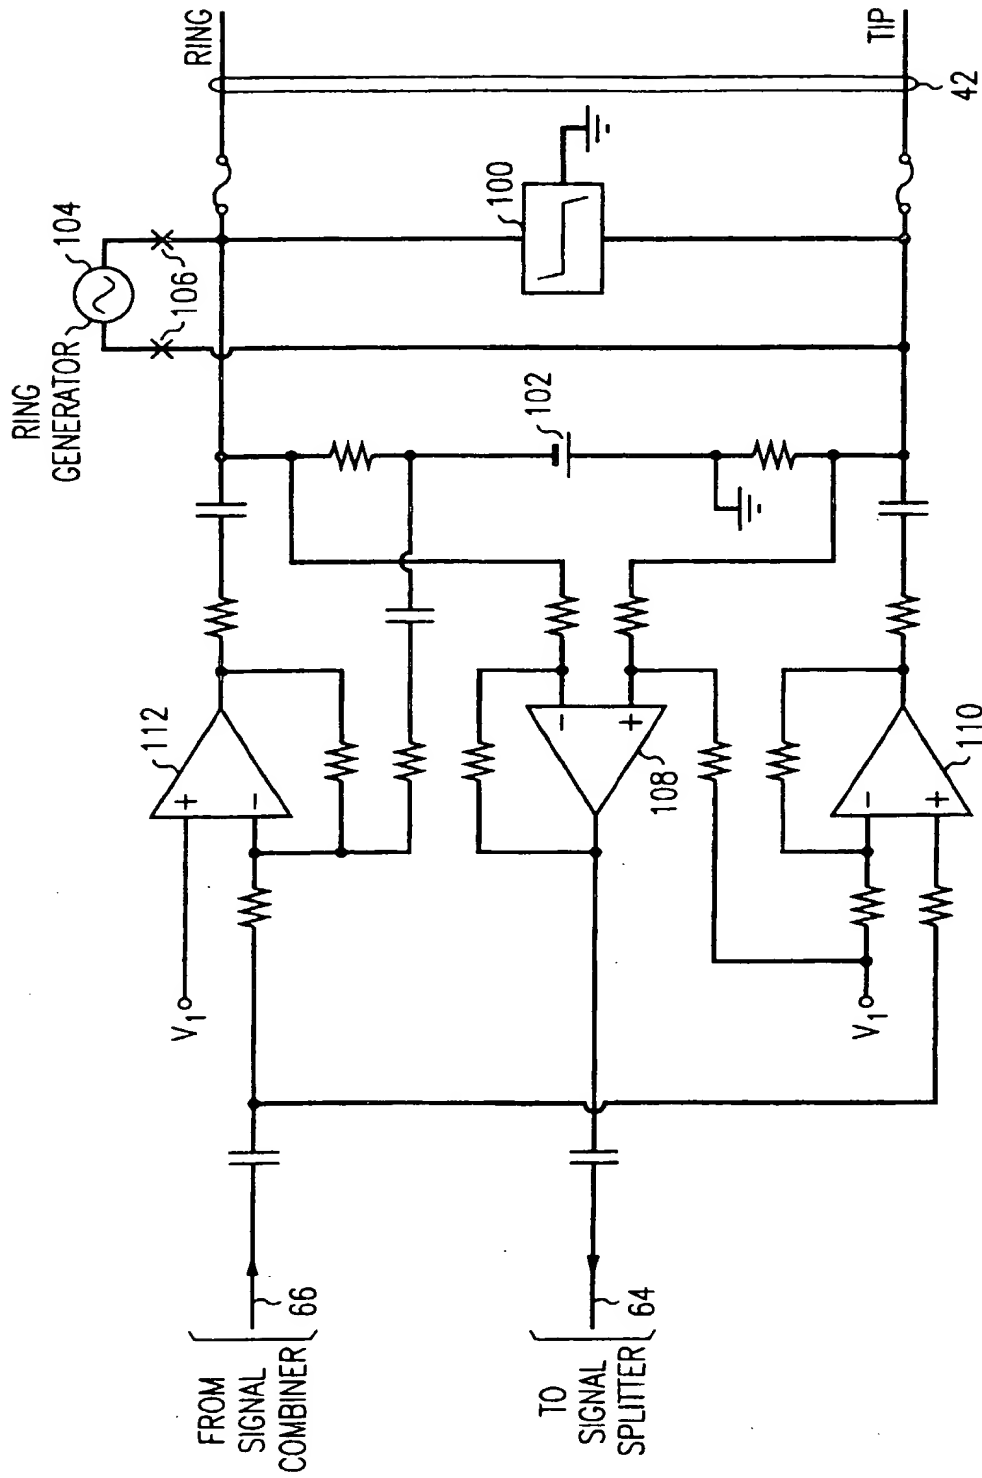 RING
GENERATOR
104
106
RING
TIP
42
100
102
112
+
-
V1
108
-
+
110
-
+
V1
FROM
SIGNAL
COMBINER
66
TO
SIGNAL
SPLITTER
64